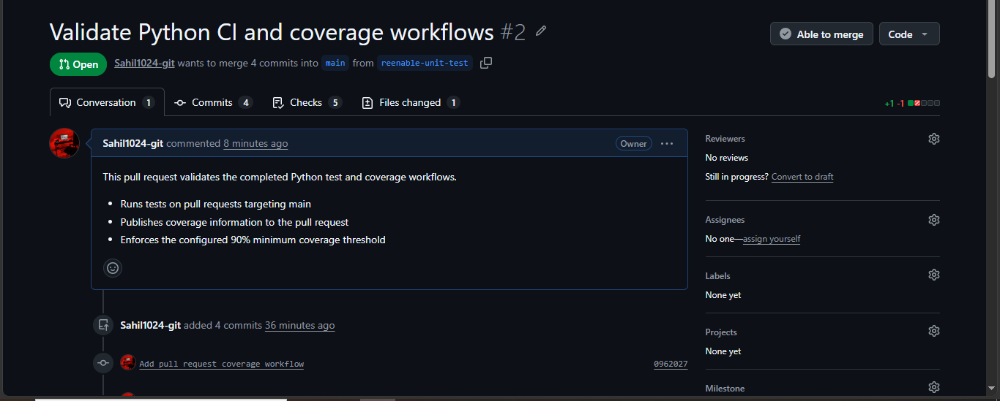 Validate Python CI and coverage workflows #2
Able to merge
Code
Open
Sahil1024-git wants to merge 4 commits into main from reenable-unit-test
Conversation 1
Commits 4
Checks 5
Files changed 1
+1 -1
Sahil1024-git commented 8 minutes ago
Owner
This pull request validates the completed Python test and coverage workflows.
• Runs tests on pull requests targeting main
• Publishes coverage information to the pull request
• Enforces the configured 90% minimum coverage threshold
Sahil1024-git added 4 commits 36 minutes ago
Add pull request coverage workflow
0962027
Reviewers
No reviews
Still in progress? Convert to draft
Assignees
No one—assign yourself
Labels
None yet
Projects
None yet
Milestone